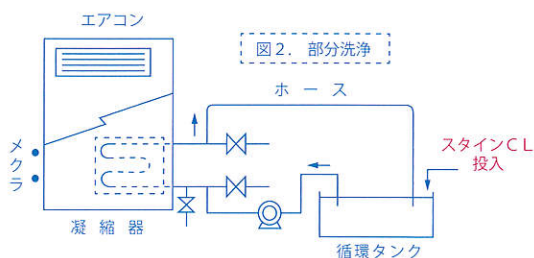 エアコン
図2．部分洗浄
ホース
メクラ
スタインCL
投入
凝縮器
循環タンク